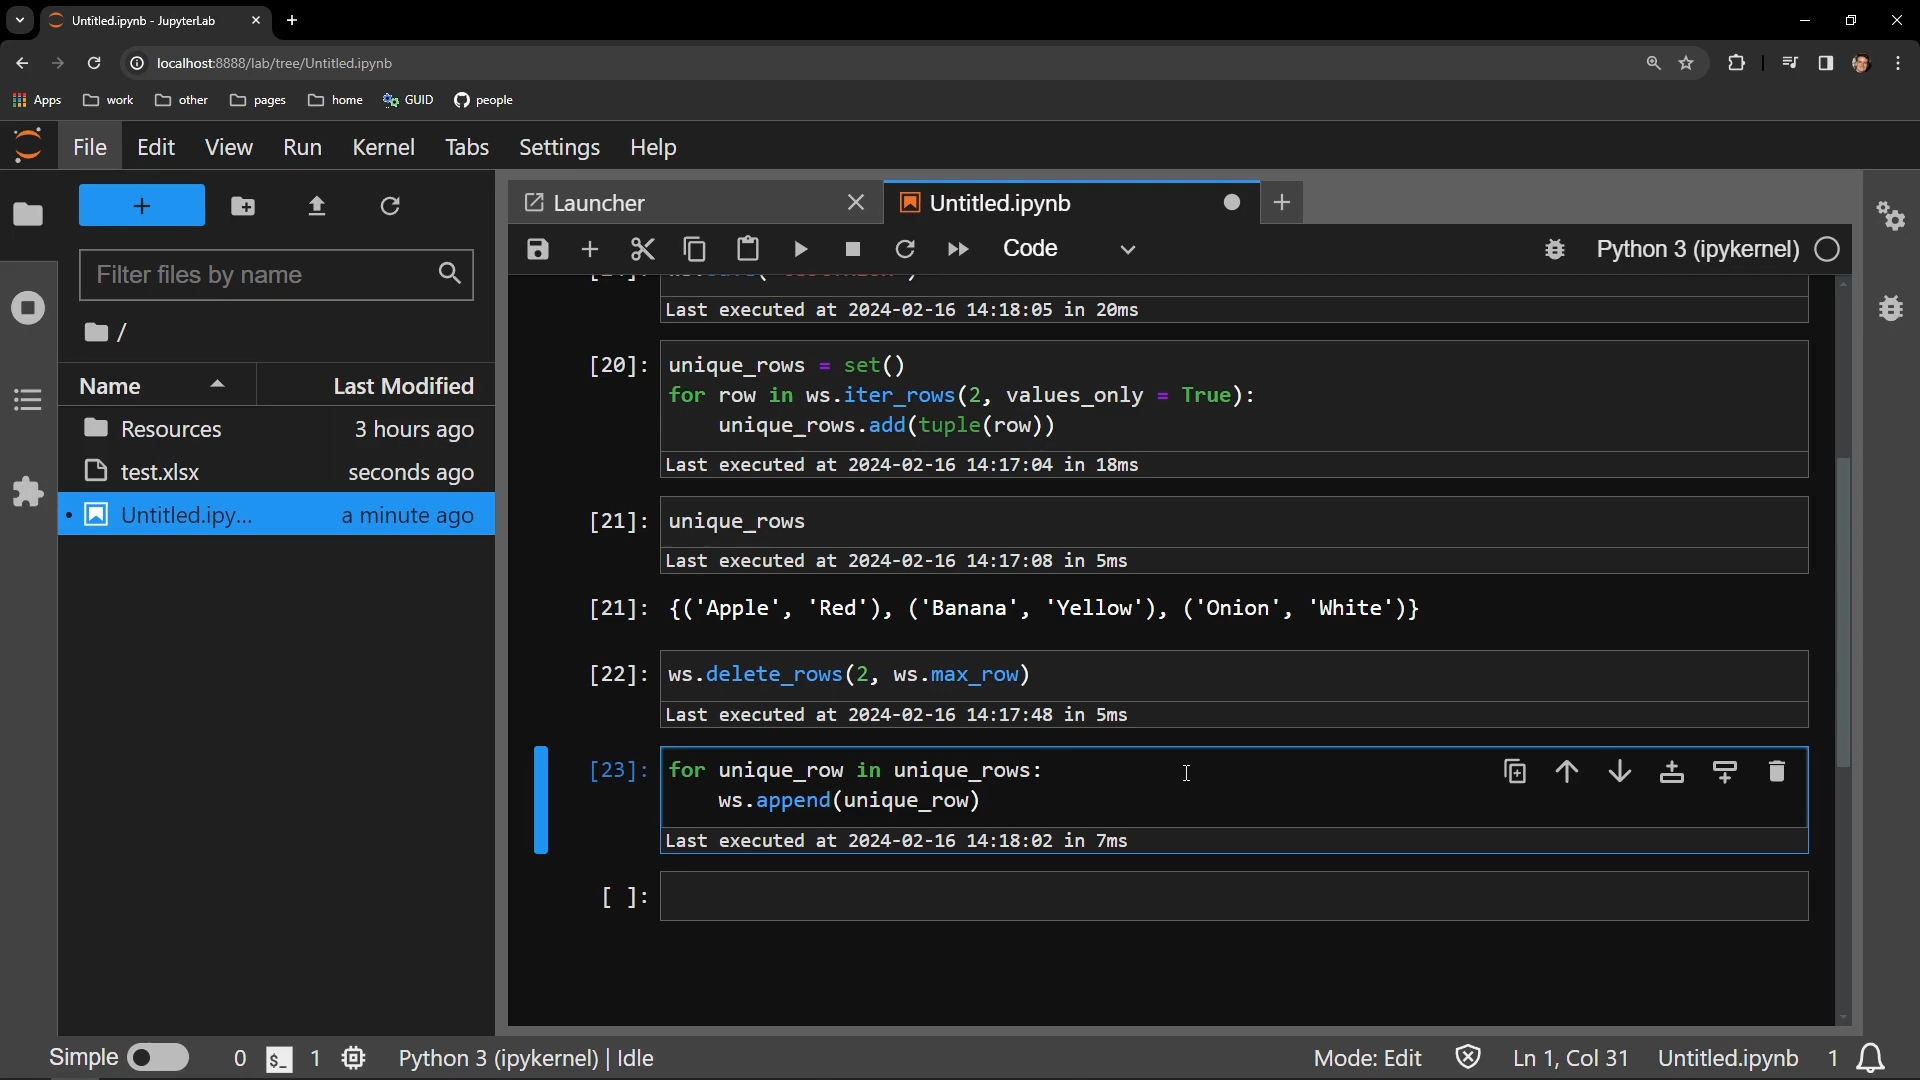 Untitled.ipynb - JupyterLab
localhost:8888/lab/tree/Untitled.ipynb
Apps work other pages home GUID people
File Edit View Run Kernel Tabs Settings Help
Launcher Untitled.ipynb
Code Python 3 (ipykernel)
Filter files by name
/
Name Last Modified
Resources 3 hours ago
test.xlsx seconds ago
Untitled.ipy... a minute ago
Last executed at 2024-02-16 14:18:05 in 20ms
[20]: unique_rows = set()
for row in ws.iter_rows(2, values_only = True):
unique_rows.add(tuple(row))
Last executed at 2024-02-16 14:17:04 in 18ms
[21]: unique_rows
Last executed at 2024-02-16 14:17:08 in 5ms
[21]: {('Apple', 'Red'), ('Banana', 'Yellow'), ('Onion', 'White')}
[22]: ws.delete_rows(2, ws.max_row)
Last executed at 2024-02-16 14:17:48 in 5ms
[23]: for unique_row in unique_rows:
ws.append(unique_row)
Last executed at 2024-02-16 14:18:02 in 7ms
[ ]:
Simple 0 $_ 1 Python 3 (ipykernel) | Idle Mode: Edit Ln 1, Col 31 Untitled.ipynb 1